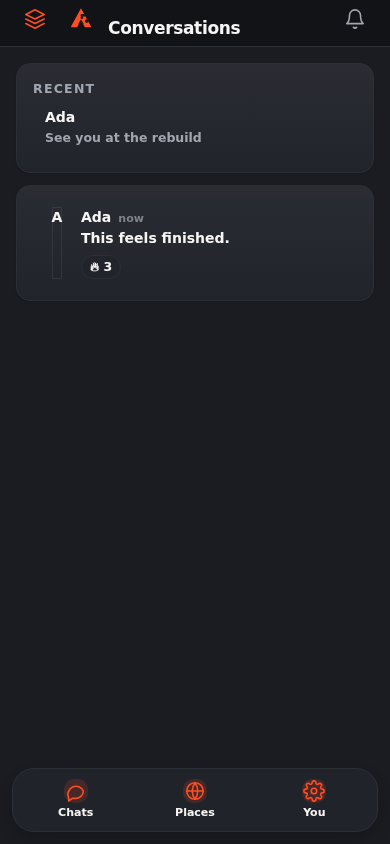 Conversations
RECENT
Ada
See you at the rebuild
A
Ada now
This feels finished.
🔥 3
Chats
Places
You